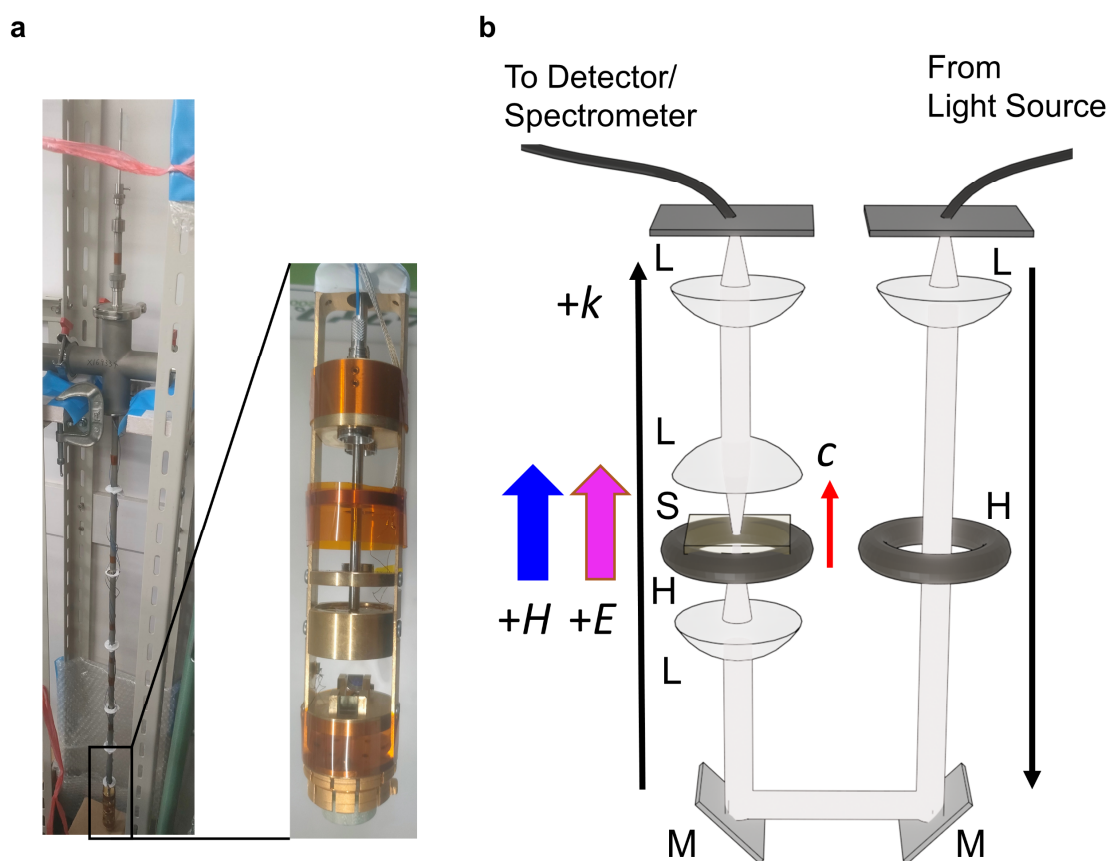 a
b
To Detector/
Spectrometer
From
Light Source
L
L
+k
L
c
S
H
H
+H +E
L
M
M